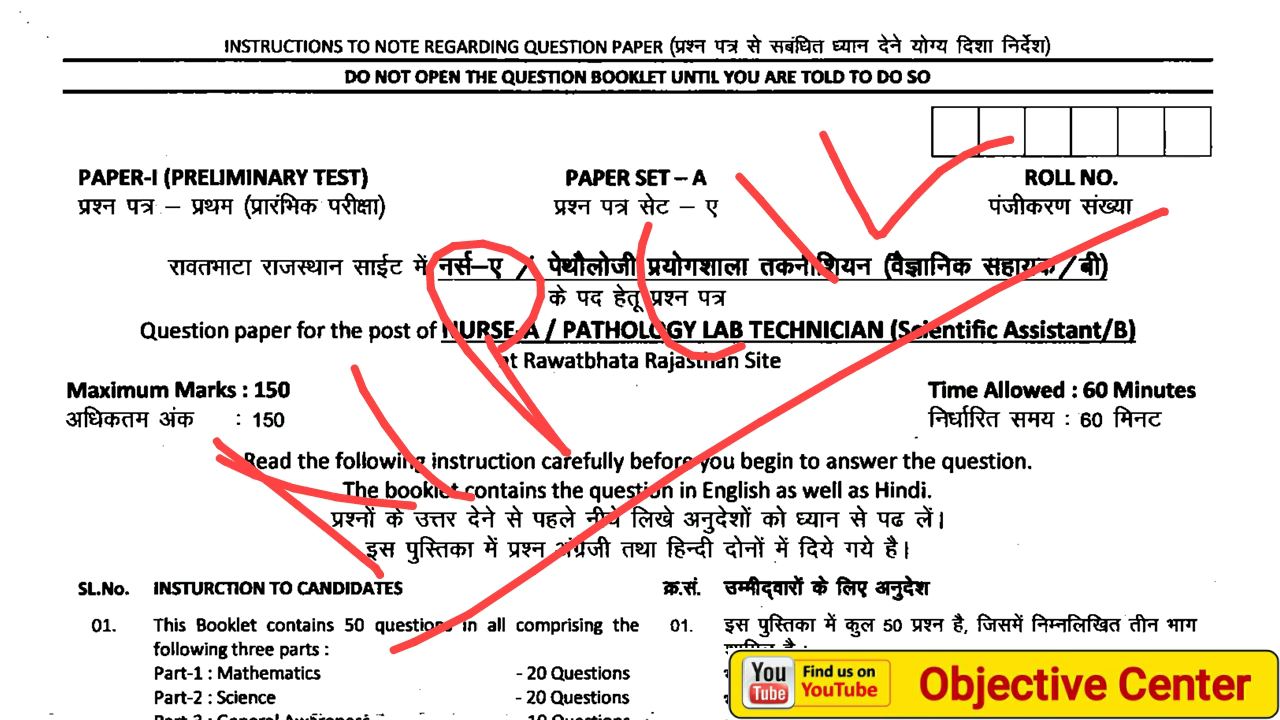 INSTRUCTIONS TO NOTE REGARDING QUESTION PAPER (प्रश्न पत्र से सबंधित ध्यान देने योग्य दिशा निर्देश)
DO NOT OPEN THE QUESTION BOOKLET UNTIL YOU ARE TOLD TO DO SO
PAPER-I (PRELIMINARY TEST) PAPER SET – A ROLL NO.
प्रश्न पत्र – प्रथम (प्रारंभिक परीक्षा) प्रश्न पत्र सेट – ए पंजीकरण संख्या
रावतभाटा राजस्थान साईट में नर्स–ए / पेथौलोजी प्रयोगशाला तकनीशियन (वैज्ञानिक सहायक/बी)
के पद हेतू प्रश्न पत्र
Question paper for the post of NURSE-A / PATHOLOGY LAB TECHNICIAN (Scientific Assistant/B)
at Rawatbhata Rajasthan Site
Maximum Marks : 150 Time Allowed : 60 Minutes
अधिकतम अंक : 150 निर्धारित समय : 60 मिनट
Read the following instruction carefully before you begin to answer the question.
The booklet contains the question in English as well as Hindi.
प्रश्नों के उत्तर देने से पहले नीचे लिखे अनुदेशों को ध्यान से पढ लें।
इस पुस्तिका में प्रश्न अंग्रेजी तथा हिन्दी दोनों में दिये गये है।
SL.No. INSTURCTION TO CANDIDATES क्र.सं. उम्मीद्वारों के लिए अनुदेश
01. This Booklet contains 50 questions in all comprising the 01. इस पुस्तिका में कुल 50 प्रश्न है, जिसमें निम्नलिखित तीन भाग
following three parts :
Part-1 : Mathematics - 20 Questions
Part-2 : Science - 20 Questions
Part-3 : General Awareness - 10 Questions
You Tube Find us on YouTube Objective Center